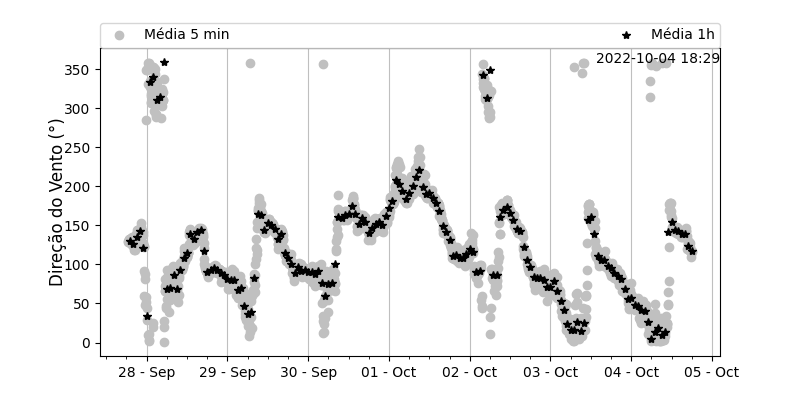 Média 5 min
Média 1h
2022-10-04 18:29
Direção do Vento (°)
350
300
250
200
150
100
50
0
28 - Sep
29 - Sep
30 - Sep
01 - Oct
02 - Oct
03 - Oct
04 - Oct
05 - Oct